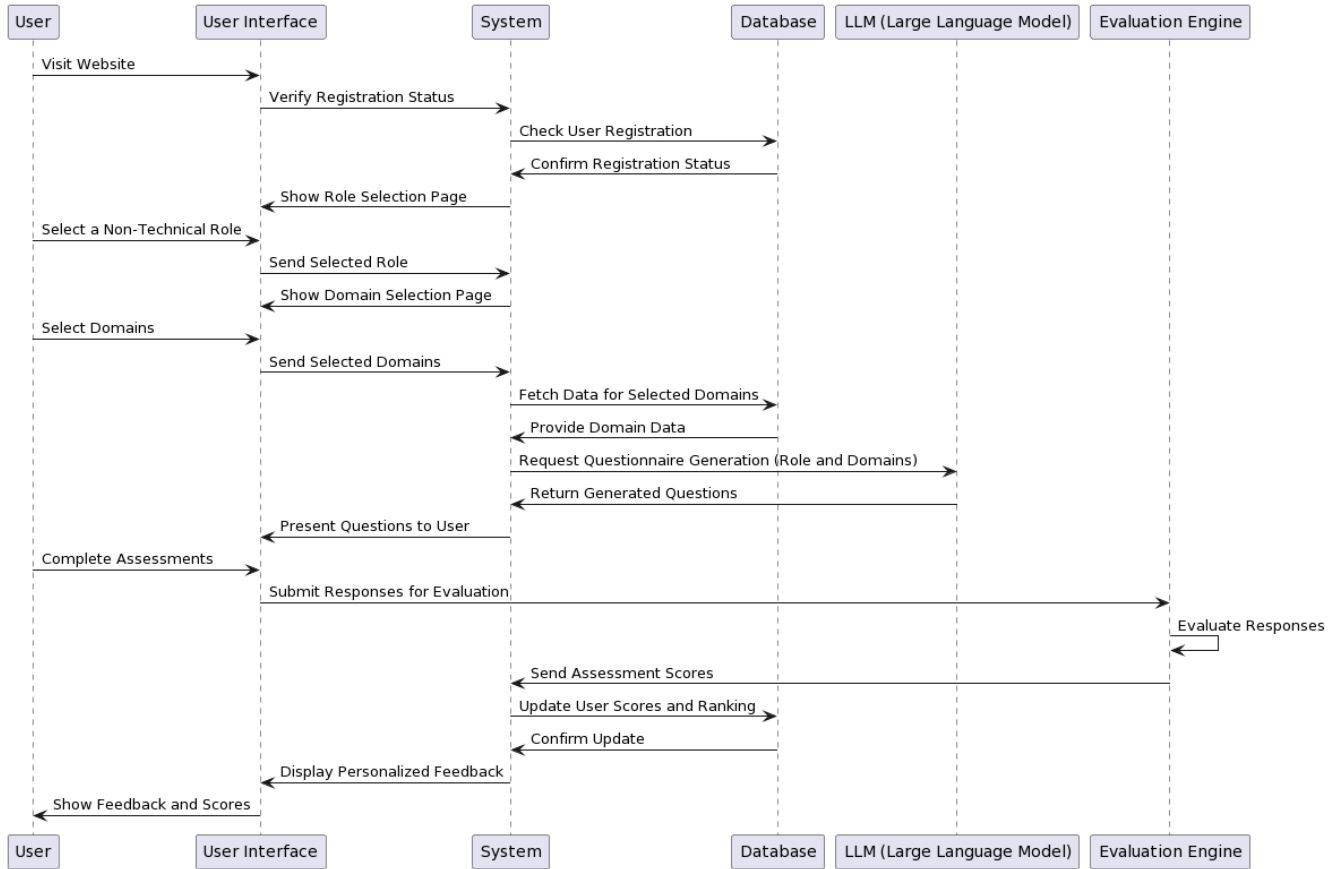 User User Interface System Database LLM (Large Language Model) Evaluation Engine
Visit Website
Verify Registration Status
Check User Registration
Confirm Registration Status
Show Role Selection Page
Select a Non-Technical Role
Send Selected Role
Show Domain Selection Page
Select Domains
Send Selected Domains
Fetch Data for Selected Domains
Provide Domain Data
Request Questionnaire Generation (Role and Domains)
Return Generated Questions
Present Questions to User
Complete Assessments
Submit Responses for Evaluation
Evaluate Responses
Send Assessment Scores
Update User Scores and Ranking
Confirm Update
Display Personalized Feedback
Show Feedback and Scores
User User Interface System Database LLM (Large Language Model) Evaluation Engine